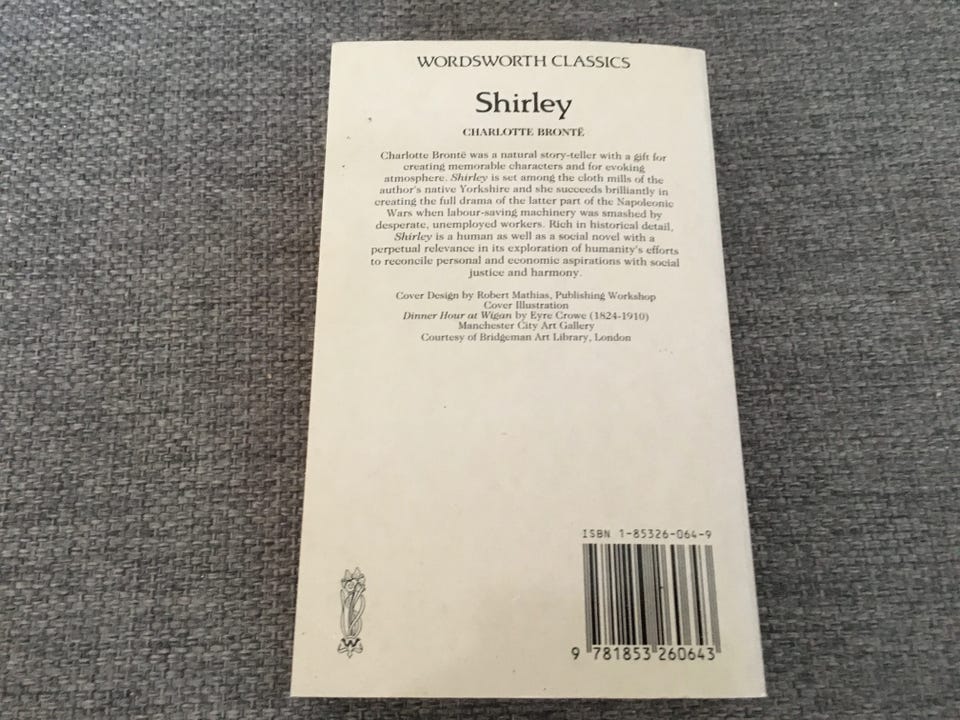 WORDSWORTH CLASSICS
Shirley
CHARLOTTE BRONTË
Charlotte Brontë was a natural story-teller with a gift for
creating memorable characters and for evoking
atmosphere. Shirley is set among the cloth mills of the
author's native Yorkshire and she succeeds brilliantly in
creating the full drama of the latter part of the Napoleonic
Wars when labour-saving machinery was smashed by
desperate, unemployed workers. Rich in historical detail,
Shirley is a human as well as a social novel with a
perpetual relevance in its exploration of humanity's efforts
to reconcile personal and economic aspirations with social
justice and harmony.
Cover Design by Robert Mathias, Publishing Workshop
Cover Illustration
Dinner Hour at Wigan by Eyre Crowe (1824-1910)
Manchester City Art Gallery
Courtesy of Bridgeman Art Library, London
ISBN 1-85326-064-9
9 781853 260643
W